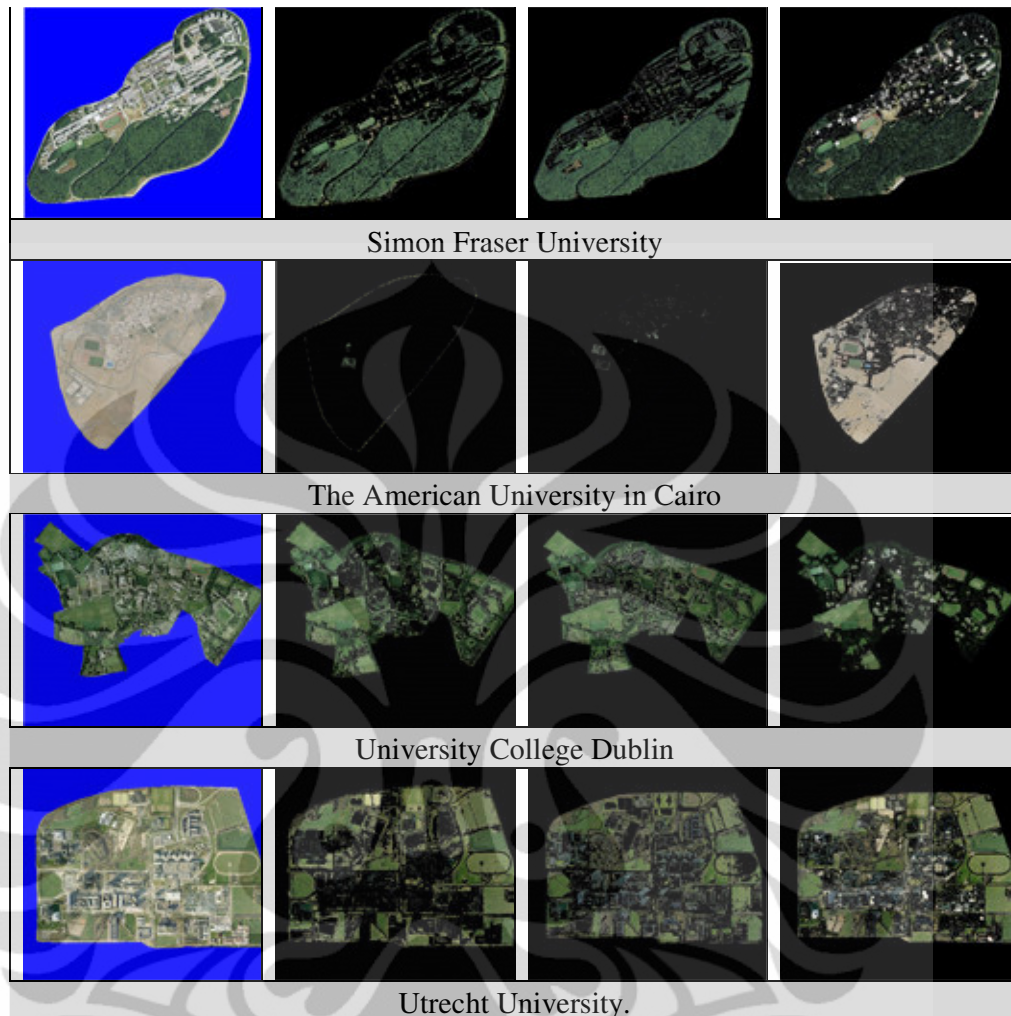 Simon Fraser University
The American University in Cairo
University College Dublin
Utrecht University.